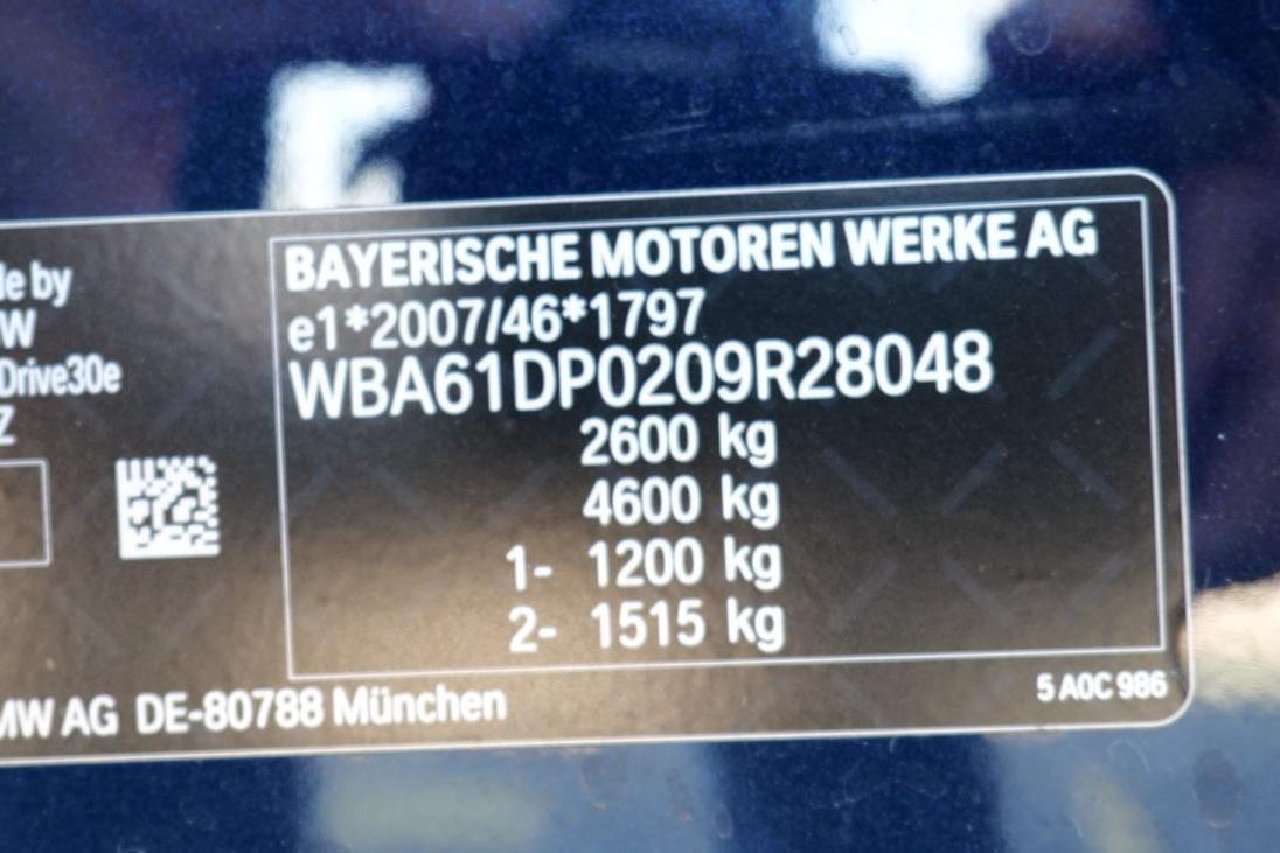 BAYERISCHE MOTOREN WERKE AG
e1*2007/46*1797
WBA61DP0209R28048
2600 kg
4600 kg
1- 1200 kg
2- 1515 kg
le by
W
Drive30e
Z
MW AG DE-80788 München
5 A0C 986